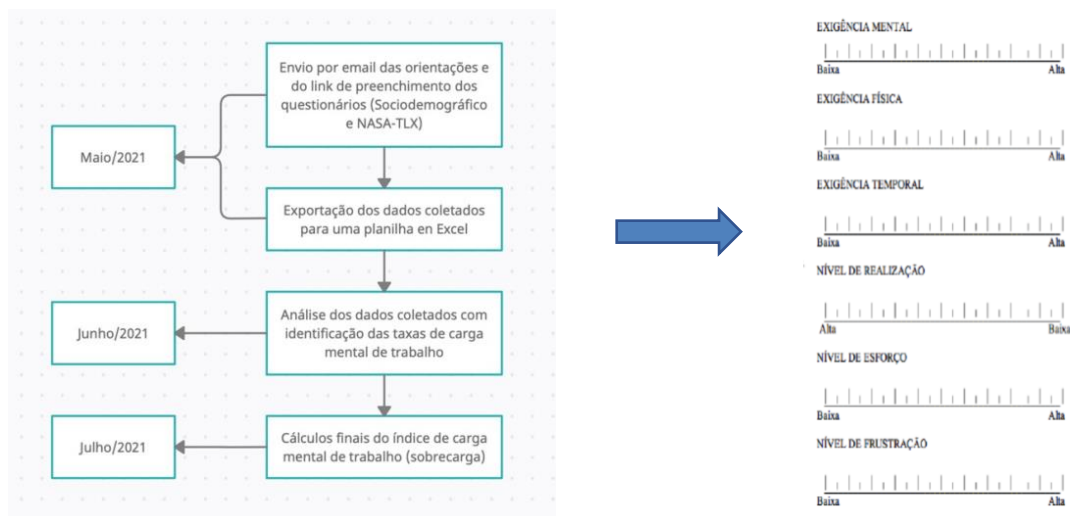 Envio por email das orientações e
do link de preenchimento dos
questionários (Sociodemográfico
e NASA-TLX)
Maio/2021
Exportação dos dados coletados
para uma planilha en Excel
Análise dos dados coletados com
identificação das taxas de carga
mental de trabalho
Junho/2021
Cálculos finais do índice de carga
mental de trabalho (sobrecarga)
Julho/2021
EXIGÊNCIA MENTAL
Baixa Alta
EXIGÊNCIA FÍSICA
Baixa Alta
EXIGÊNCIA TEMPORAL
Baixa Alta
NÍVEL DE REALIZAÇÃO
Alta Baixa
NÍVEL DE ESFORÇO
Baixa Alta
NÍVEL DE FRUSTRAÇÃO
Baixa Alta